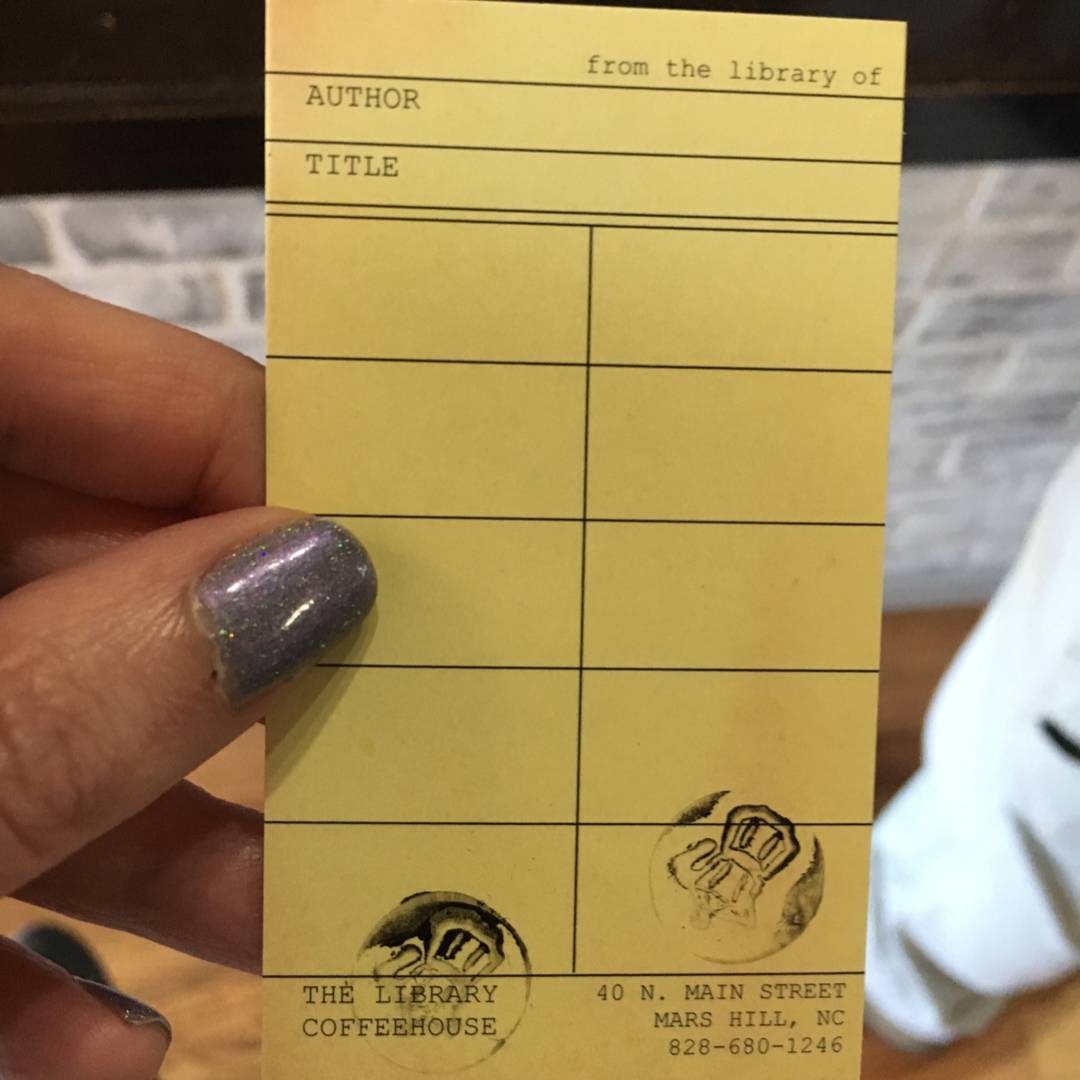 from the library of
AUTHOR
TITLE
THE LIBRARY
COFFEEHOUSE
40 N. MAIN STREET
MARS HILL, NC
828-680-1246